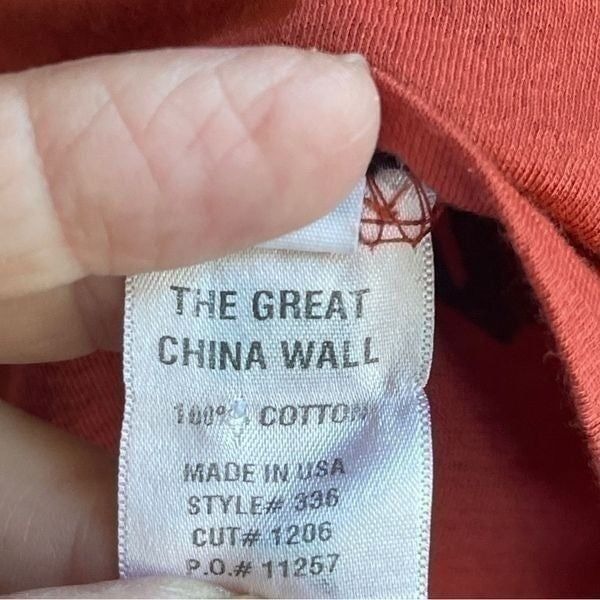 THE GREAT
CHINA WALL
100% COTTON
MADE IN USA
STYLE# 336
CUT# 1206
P.O.# 11257